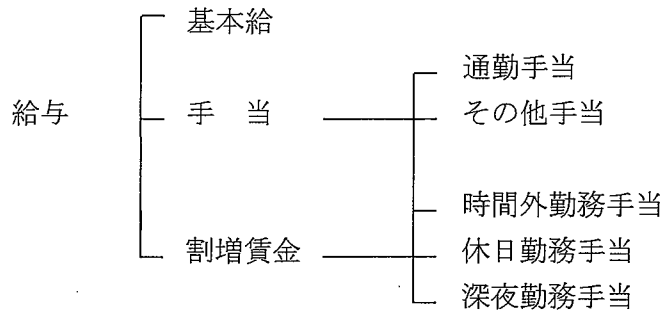 基本給
通勤手当
給与 手 当 その他手当
時間外勤務手当
割増賃金 休日勤務手当
深夜勤務手当